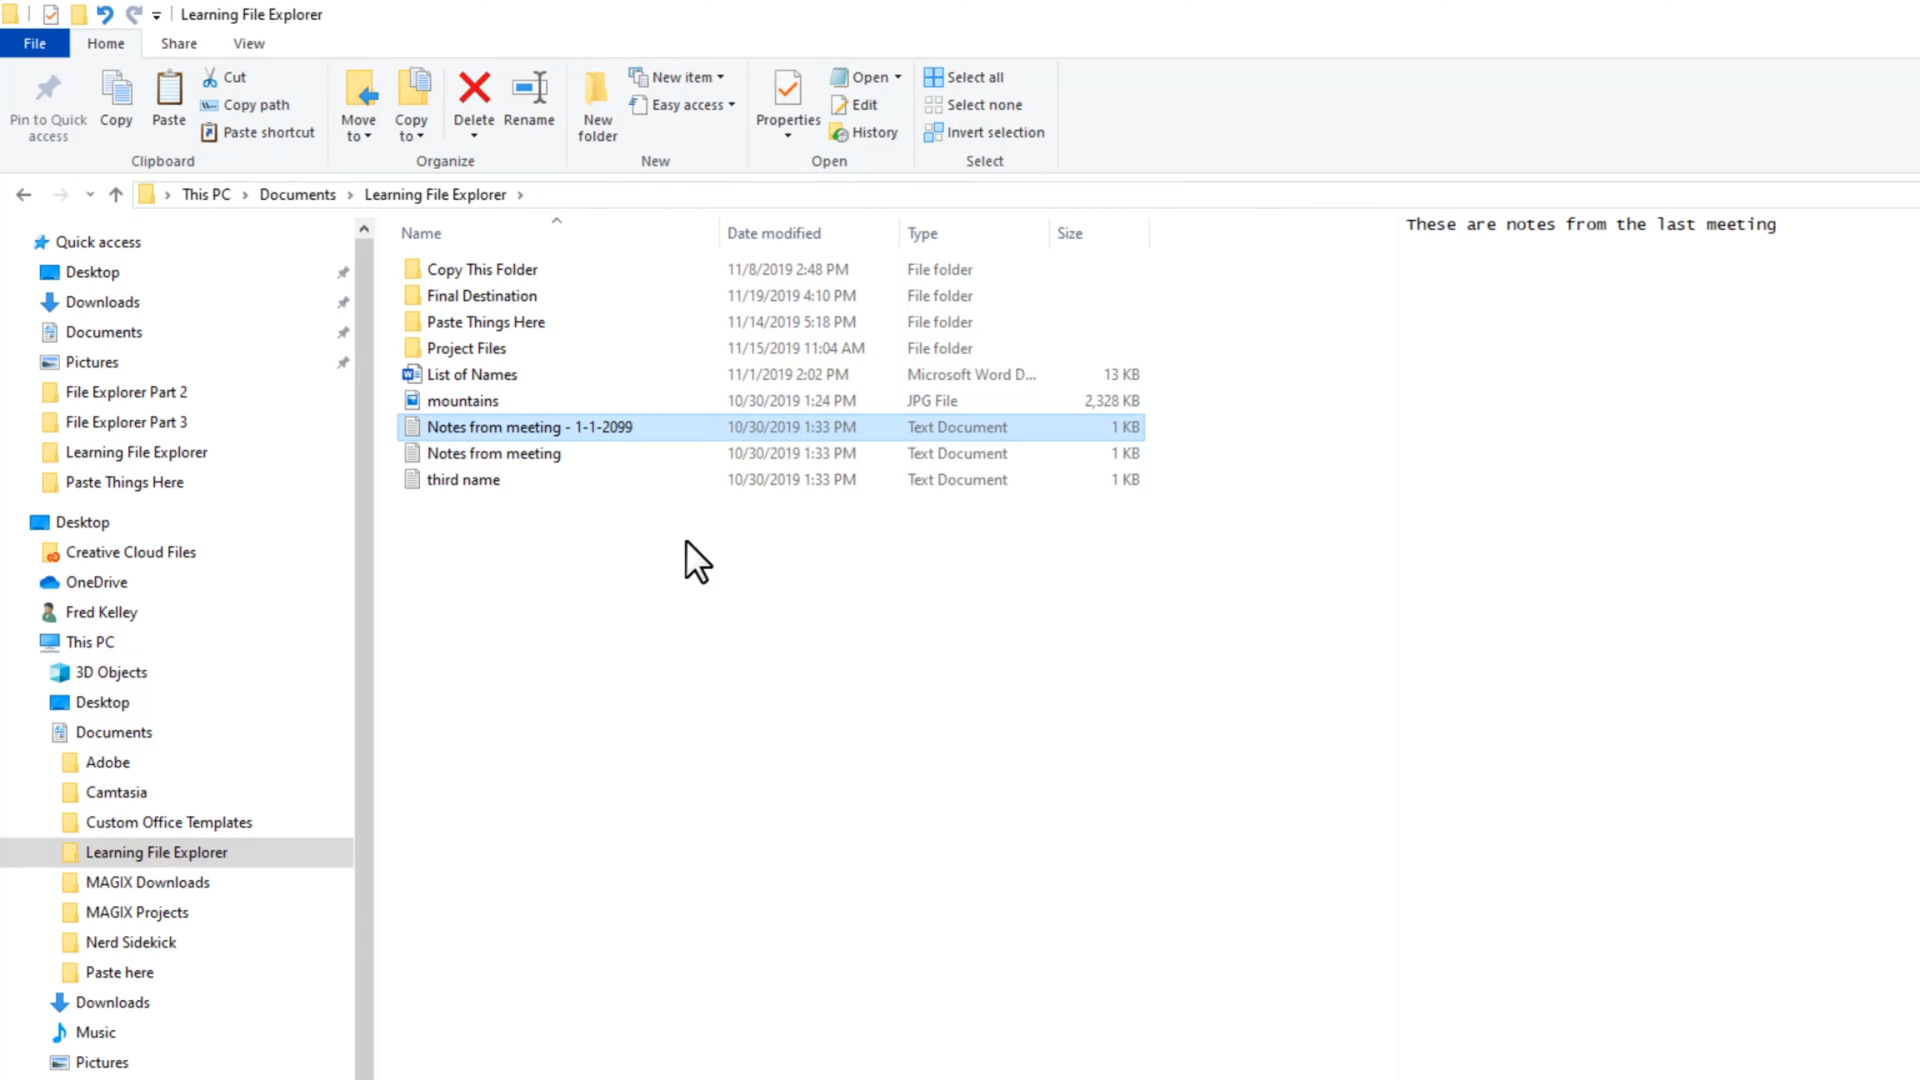 Learning File Explorer
File Home Share View
Pin to Quick access
Copy
Paste
Cut
Copy path
Paste shortcut
Clipboard
Move to
Copy to
Delete
Rename
Organize
New folder
New item
Easy access
New
Properties
Open
Edit
History
Open
Select all
Select none
Invert selection
Select
This PC > Documents > Learning File Explorer >
Quick access
Desktop
Downloads
Documents
Pictures
File Explorer Part 2
File Explorer Part 3
Learning File Explorer
Paste Things Here
Desktop
Creative Cloud Files
OneDrive
Fred Kelley
This PC
3D Objects
Desktop
Documents
Adobe
Camtasia
Custom Office Templates
Learning File Explorer
MAGIX Downloads
MAGIX Projects
Nerd Sidekick
Paste here
Downloads
Music
Pictures
Name Date modified Type Size
Copy This Folder 11/8/2019 2:48 PM File folder
Final Destination 11/19/2019 4:10 PM File folder
Paste Things Here 11/14/2019 5:18 PM File folder
Project Files 11/15/2019 11:04 AM File folder
List of Names 11/1/2019 2:02 PM Microsoft Word D... 13 KB
mountains 10/30/2019 1:24 PM JPG File 2,328 KB
Notes from meeting - 1-1-2099 10/30/2019 1:33 PM Text Document 1 KB
Notes from meeting 10/30/2019 1:33 PM Text Document 1 KB
third name 10/30/2019 1:33 PM Text Document 1 KB
These are notes from the last meeting